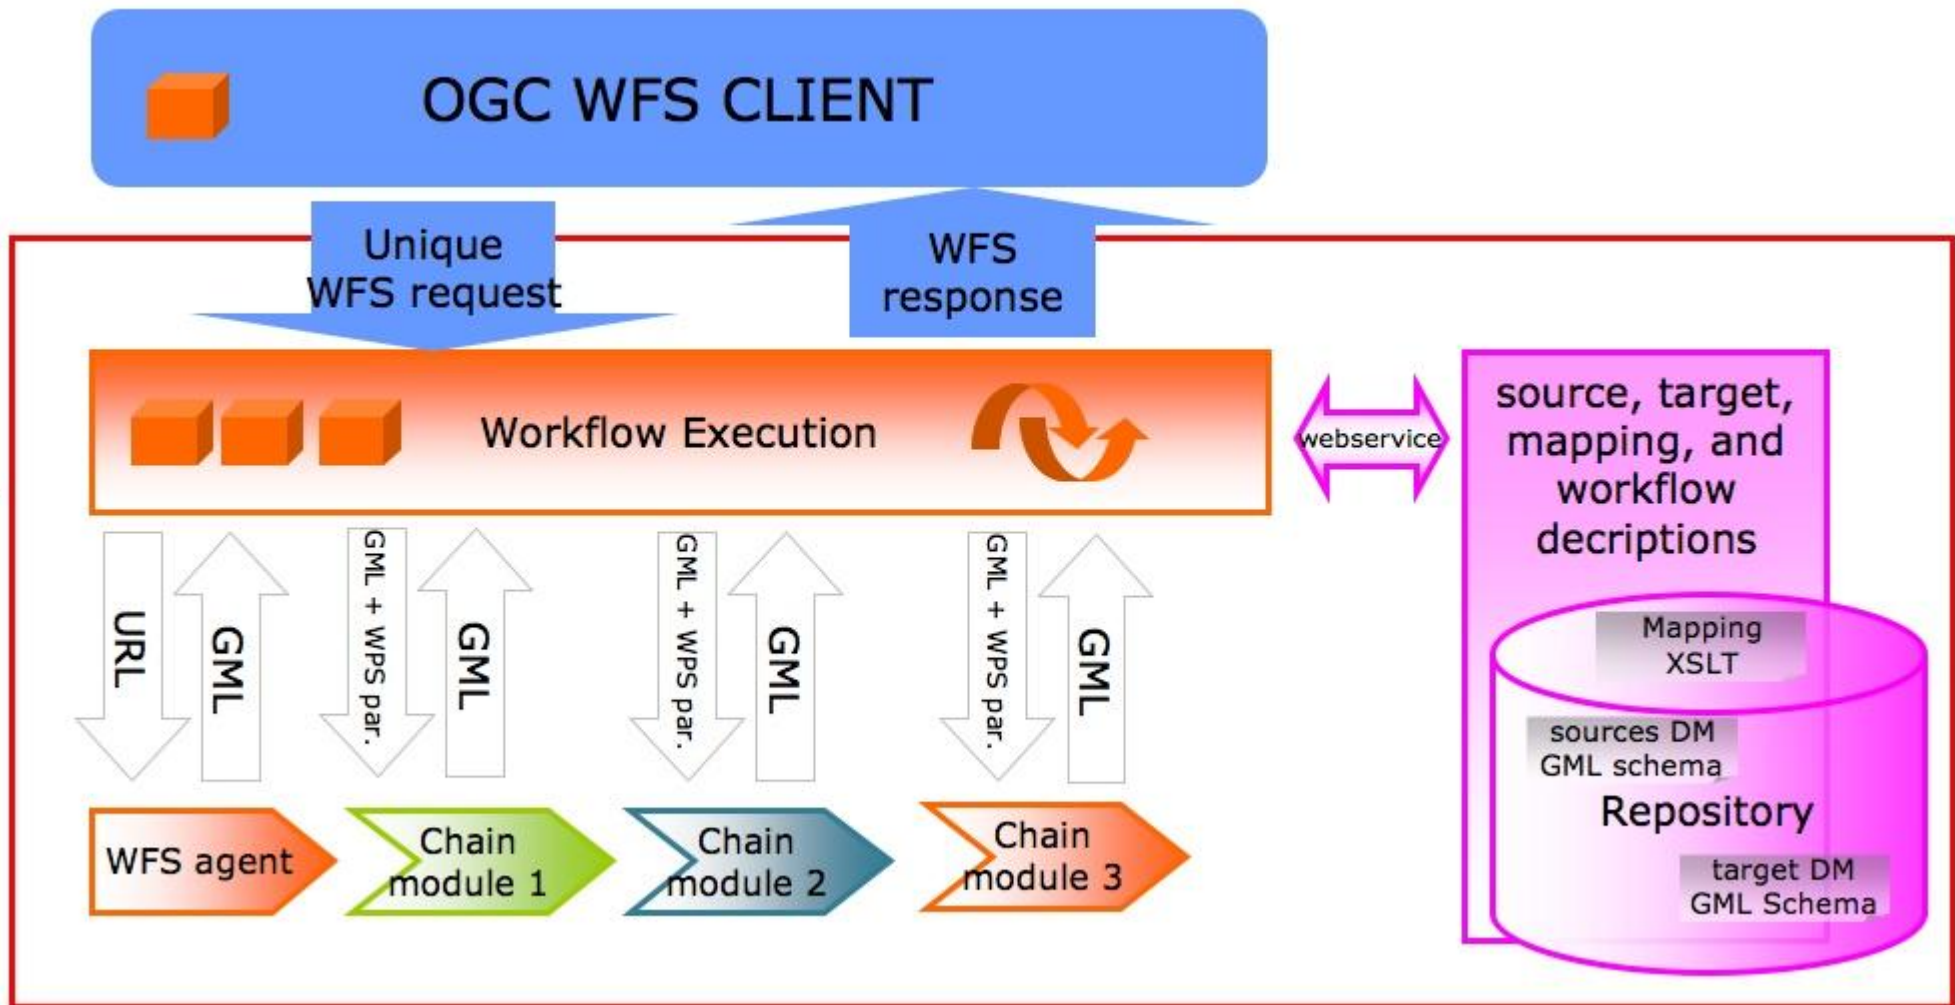 OGC WFS CLIENT
Unique
WFS request
WFS
response
Workflow Execution
webservice
source, target,
mapping, and
workflow
decriptions
URL
GML
GML + WPS par.
GML
GML + WPS par.
GML
GML + WPS par.
GML
Mapping
XSLT
sources DM
GML schema
Repository
target DM
GML Schema
WFS agent
Chain
module 1
Chain
module 2
Chain
module 3